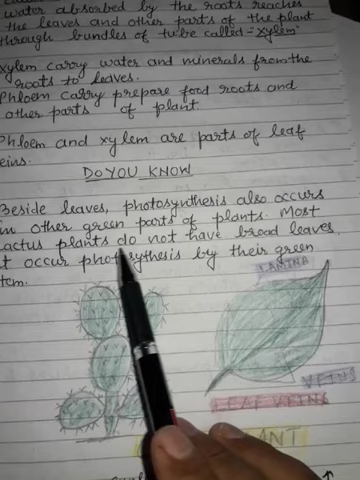 water absorbed by the roots reaches
the leaves and other parts of the plant
through bundles of tube called = xylem
xylem carry water and minerals from the
roots to leaves.
Phloem carry prepare food roots and
other parts of plant
Phloem and xylem are parts of leaf
eins.
DO YOU KNOW
Beside leaves, photosynthesis also occurs
in other green parts of plants. Most
cactus plants do not have broad leaves
t occur photosythesis by their green
tem.
LAMINA
VEINS
LEAF VEINS
ANT